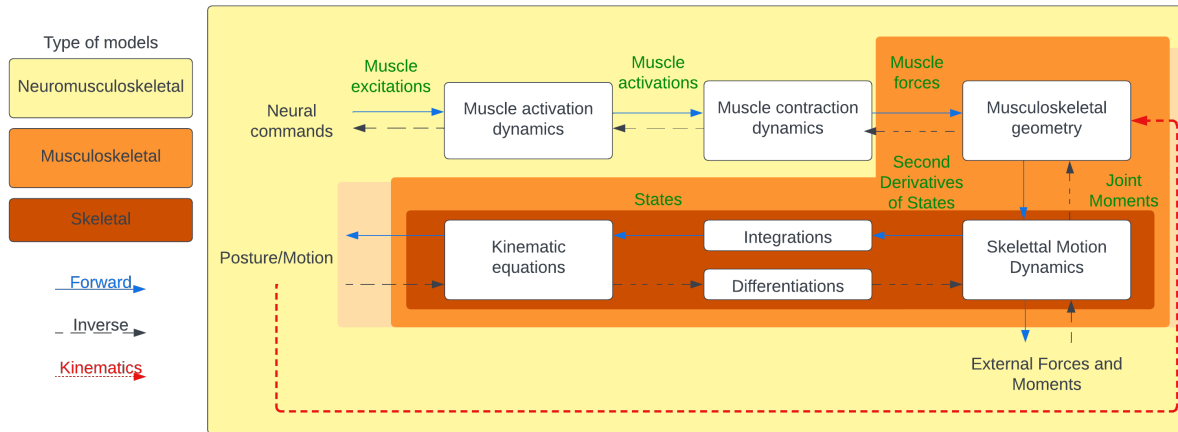 Type of models
Neuromusculoskeletal
Musculoskeletal
Skeletal
Forward
Inverse
Kinematics
Neural
commands
Muscle
excitations
Muscle activation
dynamics
Muscle
activations
Muscle contraction
dynamics
Muscle
forces
Musculoskeletal
geometry
Second
Derivatives
of States
Joint
Moments
States
Posture/Motion
Kinematic
equations
Integrations
Differentiations
Skelettal Motion
Dynamics
External Forces and
Moments